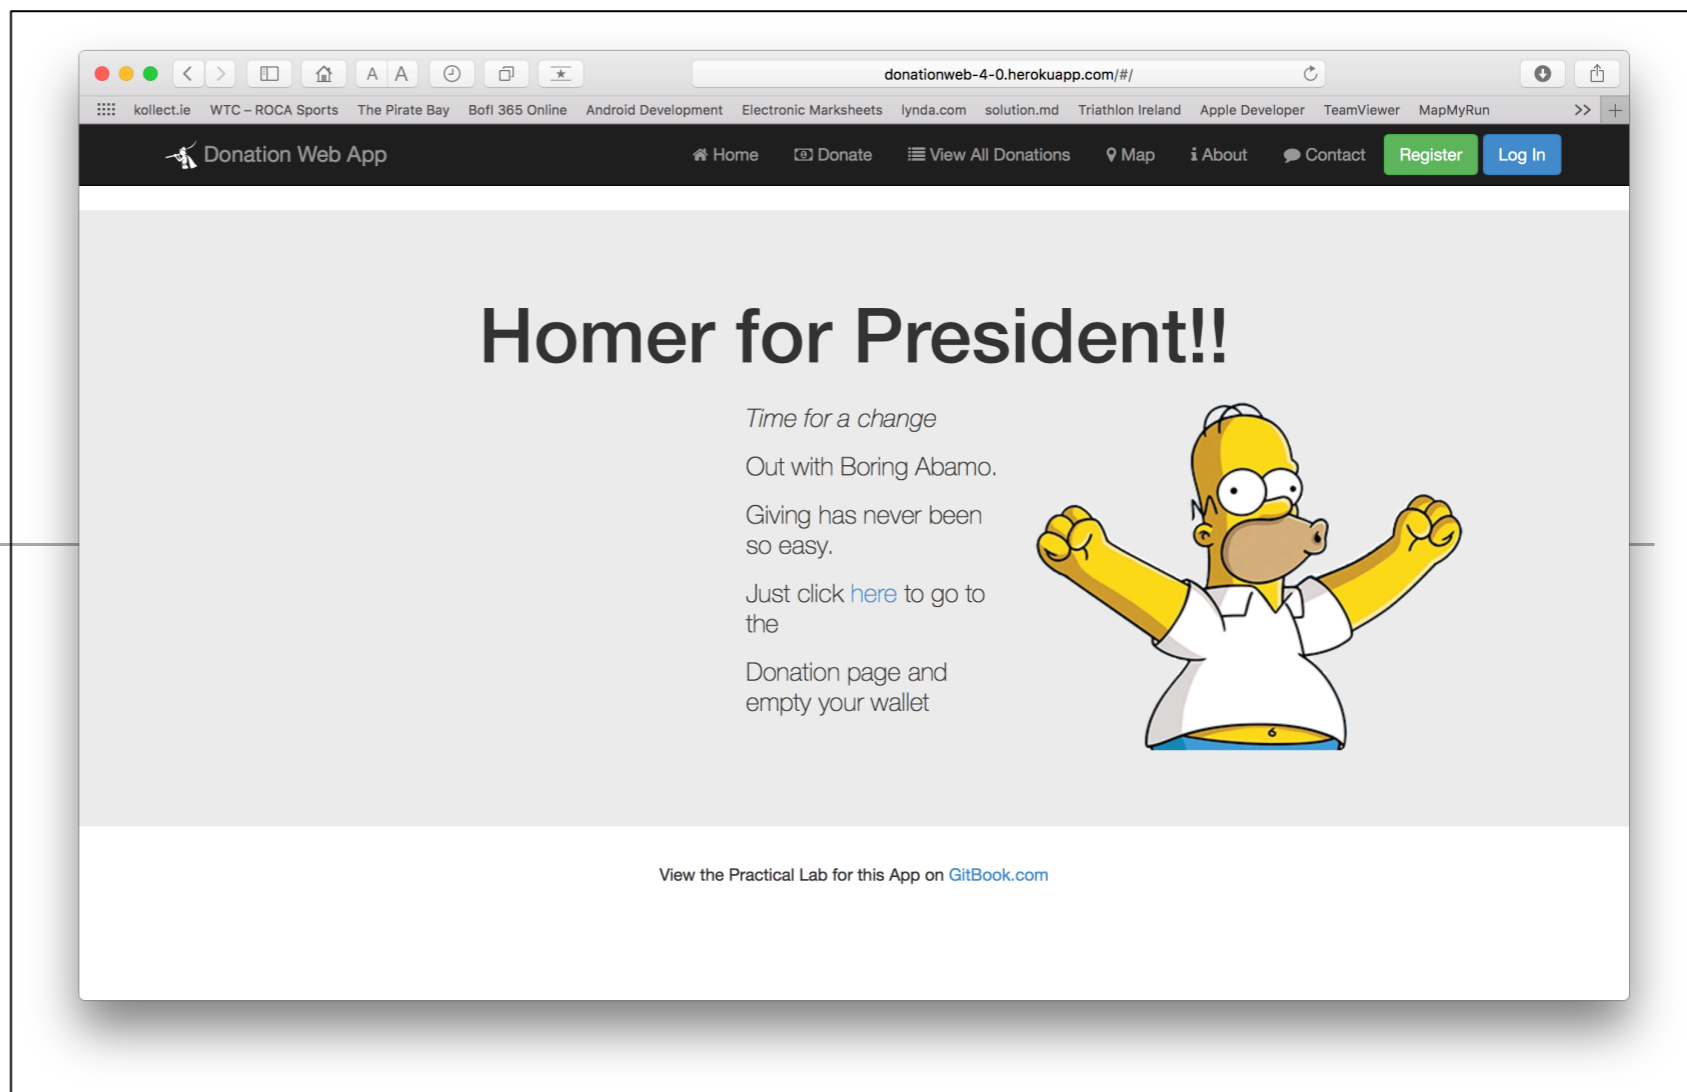 A A
donationweb-4-0.herokuapp.com/#/
kollect.ie WTC – ROCA Sports The Pirate Bay BofI 365 Online Android Development Electronic Marksheets lynda.com solution.md Triathlon Ireland Apple Developer TeamViewer MapMyRun >> +
Donation Web App Home Donate View All Donations Map About Contact Register Log In
Homer for President!!
Time for a change
Out with Boring Abamo.
Giving has never been
so easy.
Just click here to go to
the
Donation page and
empty your wallet
View the Practical Lab for this App on GitBook.com